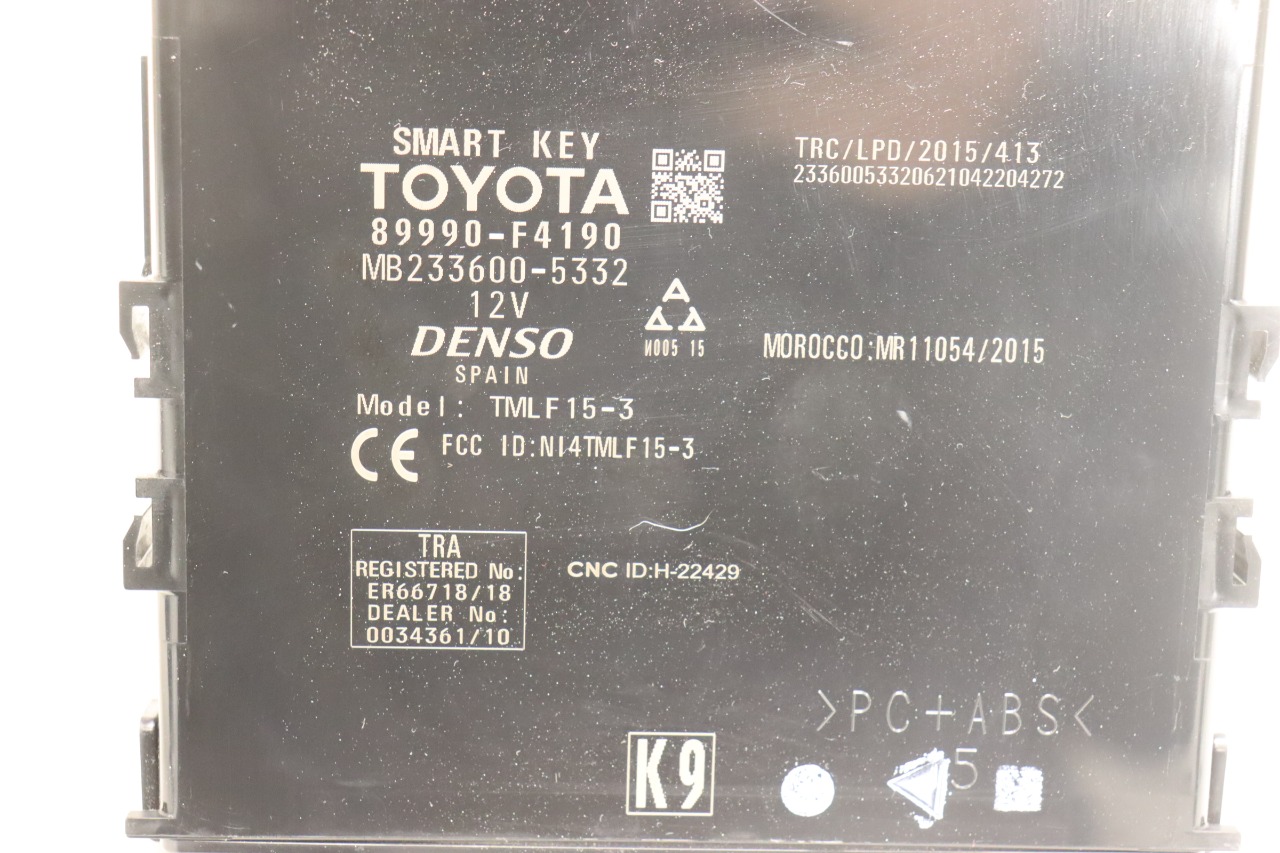 SMART KEY
TOYOTA
89990-F4190
MB233600-5332
12V
DENSO
SPAIN
Model: TMLF15-3
CE FCC ID:NI4TMLF15-3
TRC/LPD/2015/413
23360053320621042204272
N005 15
MOROCCO:MR11054/2015
TRA
REGISTERED No:
ER66718/18
DEALER No:
0034361/10
CNC ID:H-22429
>PC+ABS<
5
K9